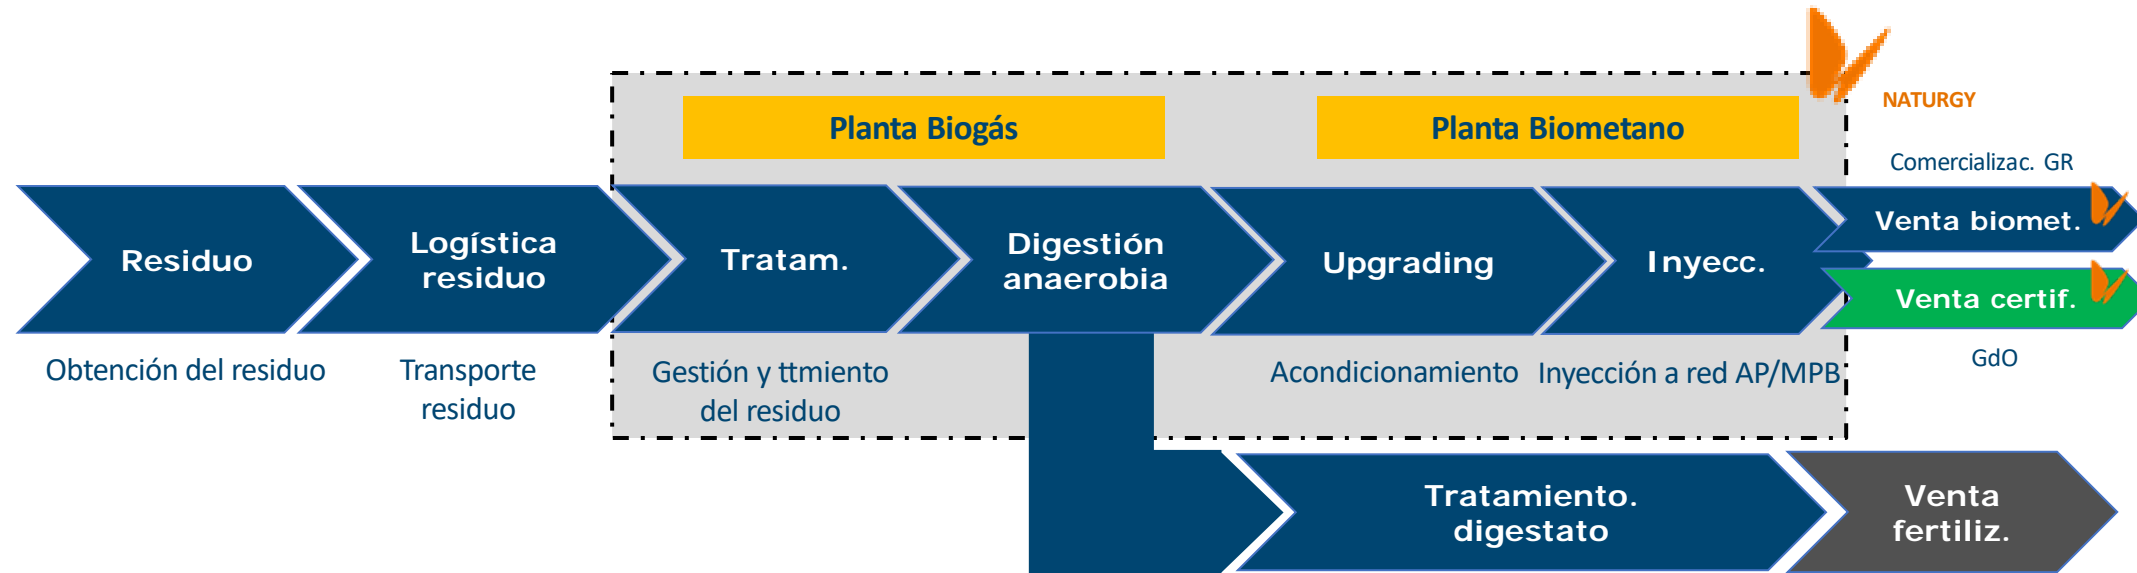 NATURGY
Planta Biogás
Planta Biometano
Comercializac. GR
Residuo
Logística
residuo
Tratam.
Digestión
anaerobia
Upgrading
Inyecc.
Venta biomet.
Venta certif.
Obtención del residuo
Transporte
residuo
Gestión y ttmiento
del residuo
Acondicionamiento
Inyección a red AP/MPB
GdO
Tratamiento.
digestato
Venta
fertiliz.